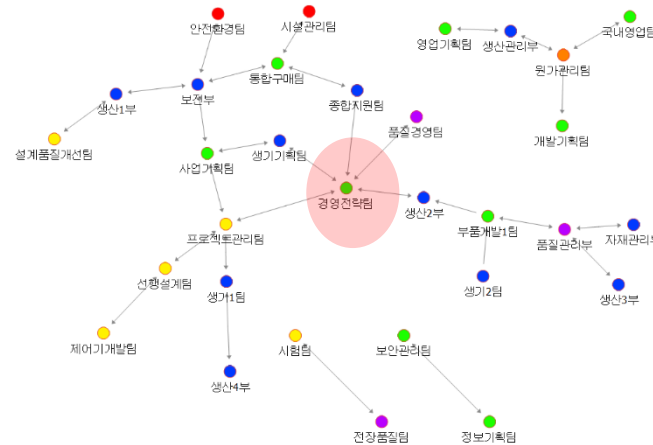 안전환경팀
시설관리팀
국내영업팀
영업기획팀
생산관리부
원가관리팀
통합구매팀
보전부
종합지원팀
생산1부
품질경영팀
개발기획팀
설계품질개선팀
사업기획팀
생기기획팀
경영전략팀
생산2부
프로젝트관리팀
부품개발1팀
품질관리부
자재관리부
선행설계팀
생기1팀
생기2팀
생산3부
제어기개발팀
시험팀
보안관리팀
생산4부
전장품질팀
정보기획팀